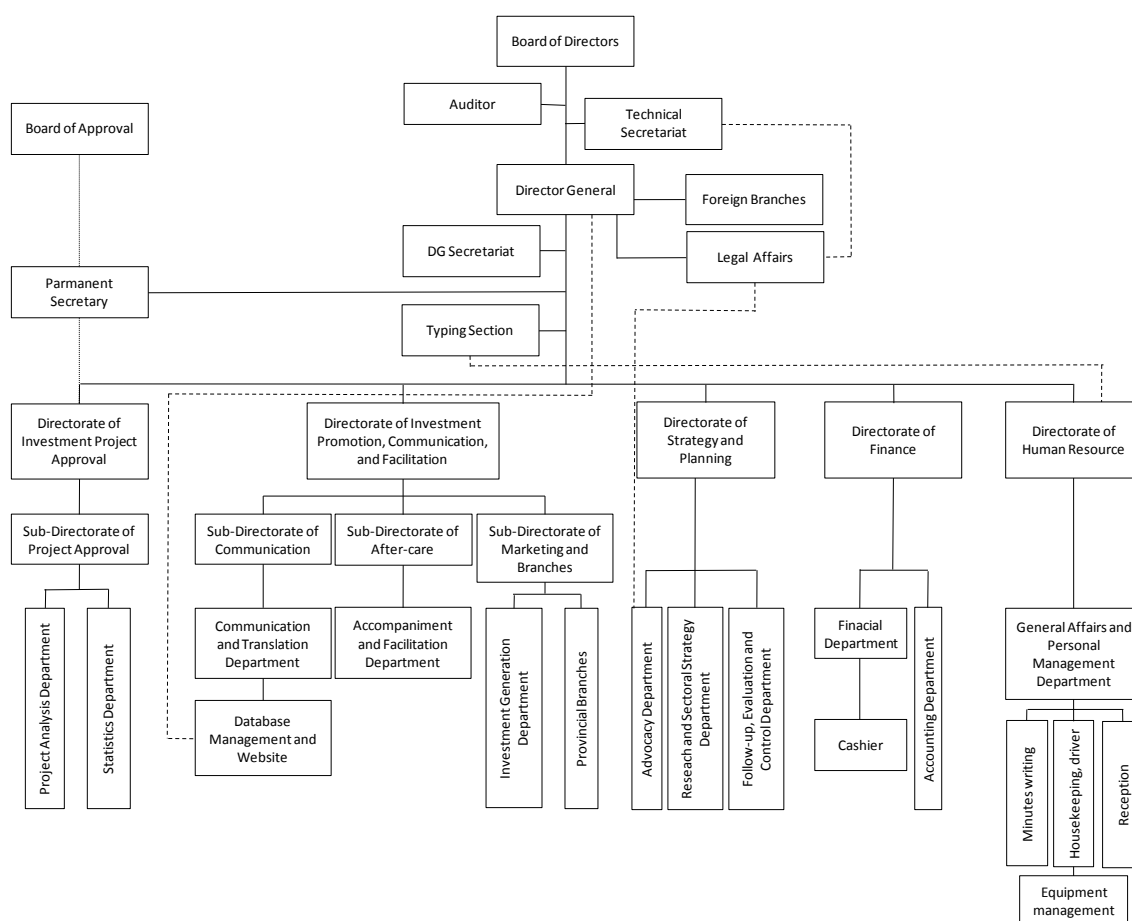 Board of Directors
Auditor
Technical
Secretariat
Board of Approval
Director General
Foreign Branches
DG Secretariat
Legal Affairs
Parmanent
Secretary
Typing Section
Directorate of
Investment Project
Approval
Directorate of Investment
Promotion, Communication,
and Facilitation
Directorate of
Strategy and
Planning
Directorate of
Finance
Directorate of
Human Resource
Sub-Directorate of
Project Approval
Sub-Directorate of
Communication
Sub-Directorate of
After-care
Sub-Directorate of
Marketing and
Branches
Project Analysis Department
Statistics Department
Communication
and Translation
Department
Accompaniment
and Facilitation
Department
Investment Generation
Department
Provincial Branches
Advocacy Department
Reseach and Sectoral Strategy
Department
Follow-up, Evaluation and
Control Department
Finacial
Department
Accounting Department
General Affairs and
Personal
Management
Department
Database
Management and
Website
Cashier
Minutes writing
Housekeeping, driver
Reception
Equipment
management